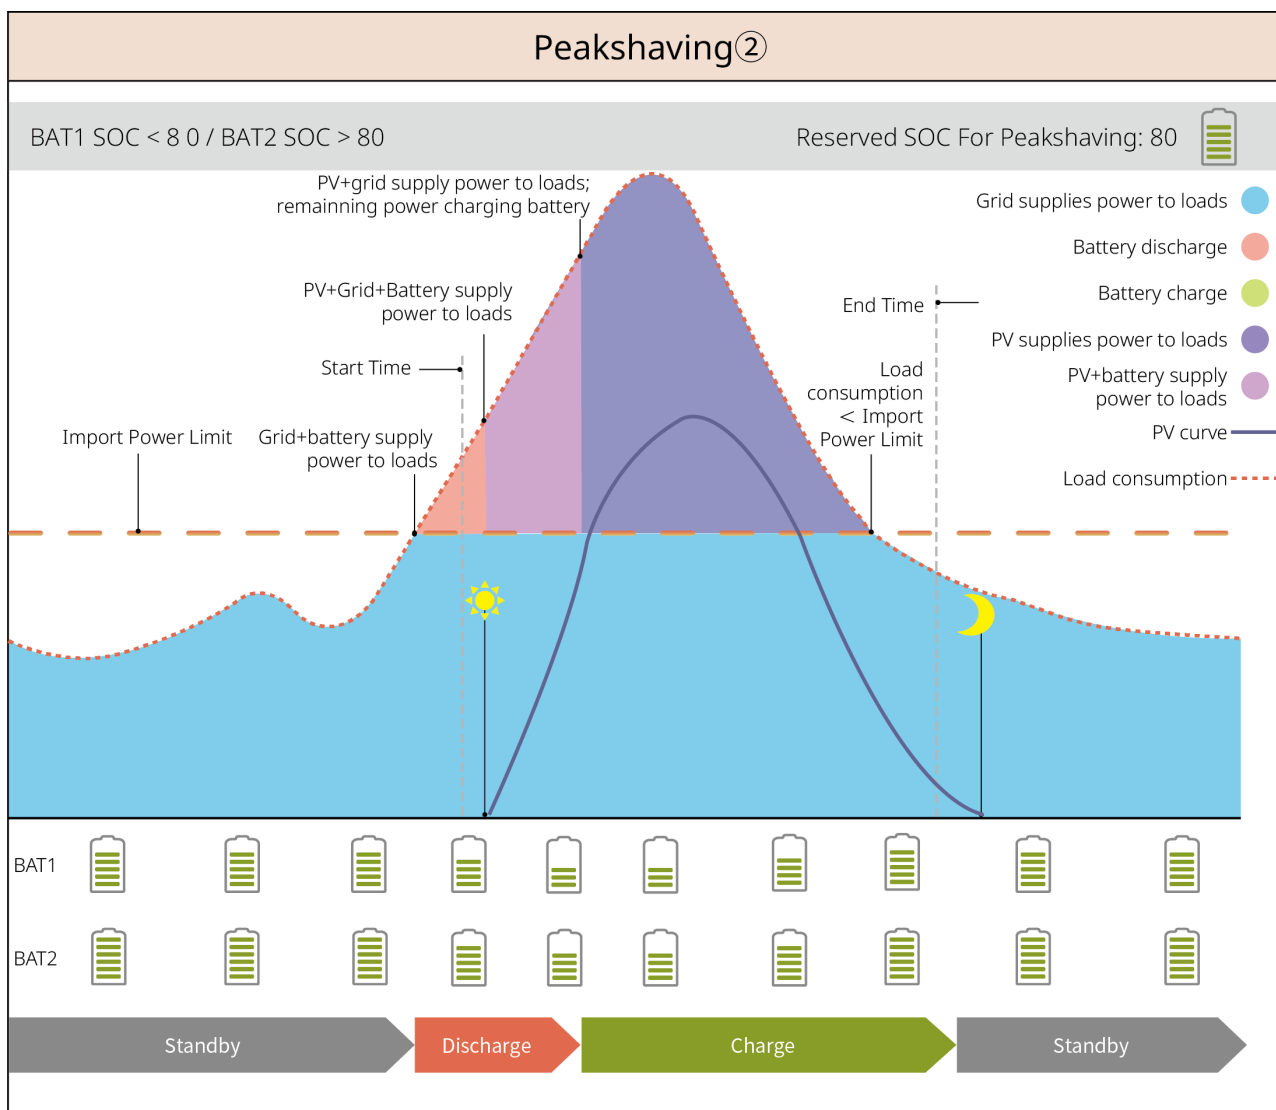 Peakshaving②
BAT1 SOC < 8 0 / BAT2 SOC > 80
Reserved SOC For Peakshaving: 80
PV+grid supply power to loads;
remainning power charging battery
PV+Grid+Battery supply
power to loads
Start Time
Import Power Limit
Grid+battery supply
power to loads
End Time
Load
consumption
< Import
Power Limit
Grid supplies power to loads
Battery discharge
Battery charge
PV supplies power to loads
PV+battery supply
power to loads
PV curve
Load consumption
BAT1
BAT2
Standby
Discharge
Charge
Standby